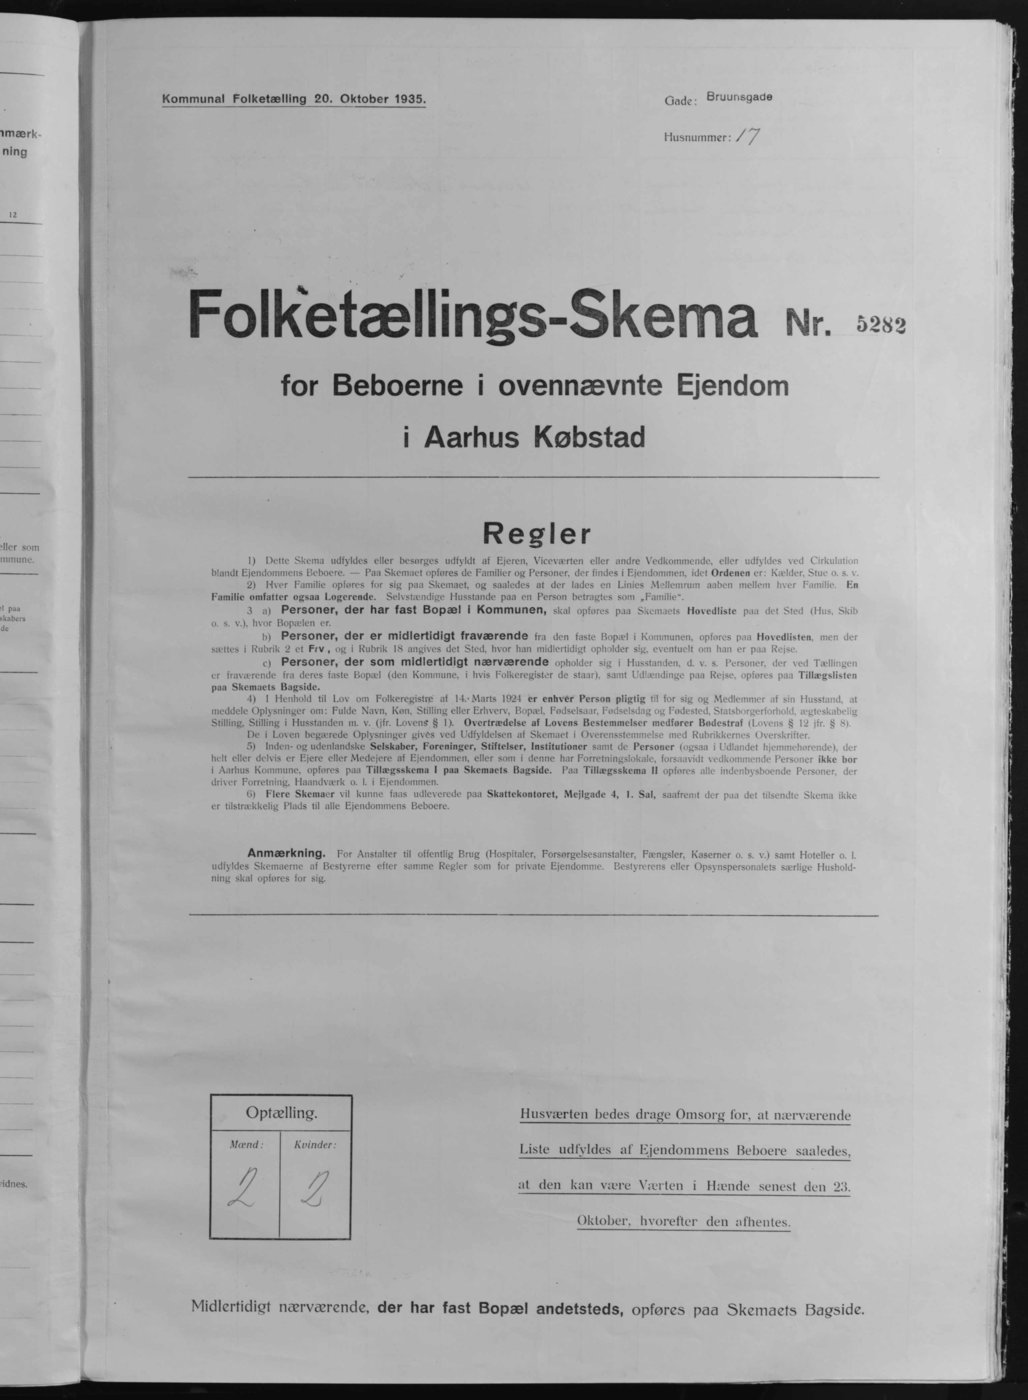 nmærk-
ning
12
eller som
mmune.
el paa
skabers
de
vidnes.
Kommunal Folketælling 20. Oktober 1935.
Gade: Bruunsgade
Husnummer: 17
Folketællings-Skema Nr. 5282
for Beboerne i ovennævnte Ejendom
i Aarhus Købstad
Regler
1) Dette Skema udfyldes eller besørges udfyldt af Ejeren, Viceværten eller andre Vedkommende, eller udfyldes ved Cirkulation
blandt Ejendommens Beboere. — Paa Skemaet opføres de Familier og Personer, der findes i Ejendommen, idet Ordenen er: Kælder, Stue o. s. v.
2) Hver Familie opføres for sig paa Skemaet, og saaledes at der lades en Linies Mellemrum aaben mellem hver Familie. En
Familie omfatter ogsaa Logerende. Selvstændige Husstande paa en Person betragtes som „Familie“.
3 a) Personer, der har fast Bopæl i Kommunen, skal opføres paa Skemaets Hovedliste paa det Sted (Hus, Skib
o. s. v.), hvor Bopælen er.
b) Personer, der er midlertidigt fraværende fra den faste Bopæl i Kommunen, opføres paa Hovedlisten, men der
sættes i Rubrik 2 et Frv., og i Rubrik 18 angives det Sted, hvor han midlertidigt opholder sig, eventuelt om han er paa Rejse.
c) Personer, der som midlertidigt nærværende opholder sig i Husstanden, d. v. s. Personer, der ved Tællingen
er fraværende fra deres faste Bopæl (den Kommune, i hvis Folkeregister de staar), samt Udlændinge paa Rejse, opføres paa Tillægslisten
paa Skemaets Bagside.
4) I Henhold til Lov om Folkeregistre af 14. Marts 1924 er enhver Person pligtig til for sig og Medlemmer af sin Husstand, at
meddele Oplysninger om: Fulde Navn, Køn, Stilling eller Erhverv, Bopæl, Fødselsaar, Fødselsdag og Fødested, Statsborgerforhold, ægteskabelig
Stilling, Stilling i Husstanden m. v. (jfr. Lovens § 1). Overtrædelse af Lovens Bestemmelser medfører Bødestraf (Lovens § 12 jfr. § 8).
De i Loven begærede Oplysninger gives ved Udfyldelsen af Skemaet i Overensstemmelse med Rubrikkernes Overskrifter.
5) Inden- og udenlandske Selskaber, Foreninger, Stiftelser, Institutioner samt de Personer (ogsaa i Udlandet hjemmehørende), der
helt eller delvis er Ejere eller Medejere af Ejendommen, eller som i denne har Forretningslokale, forsaavidt vedkommende Personer ikke bor
i Aarhus Kommune, opføres paa Tillægsskema I paa Skemaets Bagside. Paa Tillægsskema II opføres alle indenbysboende Personer, der
driver Forretning, Haandværk o. l. i Ejendommen.
6) Flere Skemaer vil kunne faas udleverede paa Skattekontoret, Mejlgade 4, 1. Sal, saafremt der paa det tilsendte Skema ikke
er tilstrækkelig Plads til alle Ejendommens Beboere.
Anmærkning. For Anstalter til offentlig Brug (Hospitaler, Forsørgelsesanstalter, Fængsler, Kaserner o. s. v.) samt Hoteller o. l.
udfyldes Skemaerne af Bestyrerne efter samme Regler som for private Ejendomme. Bestyrerens eller Opsynspersonalets særlige Hushold-
ning skal opføres for sig.
Optælling.
Mænd: Kvinder:
2 2
Husværten bedes drage Omsorg for, at nærværende
Liste udfyldes af Ejendommens Beboere saaledes,
at den kan være Værten i Hænde senest den 23.
Oktober, hvorefter den afhentes.
Midlertidigt nærværende, der har fast Bopæl andetsteds, opføres paa Skemaets Bagside.